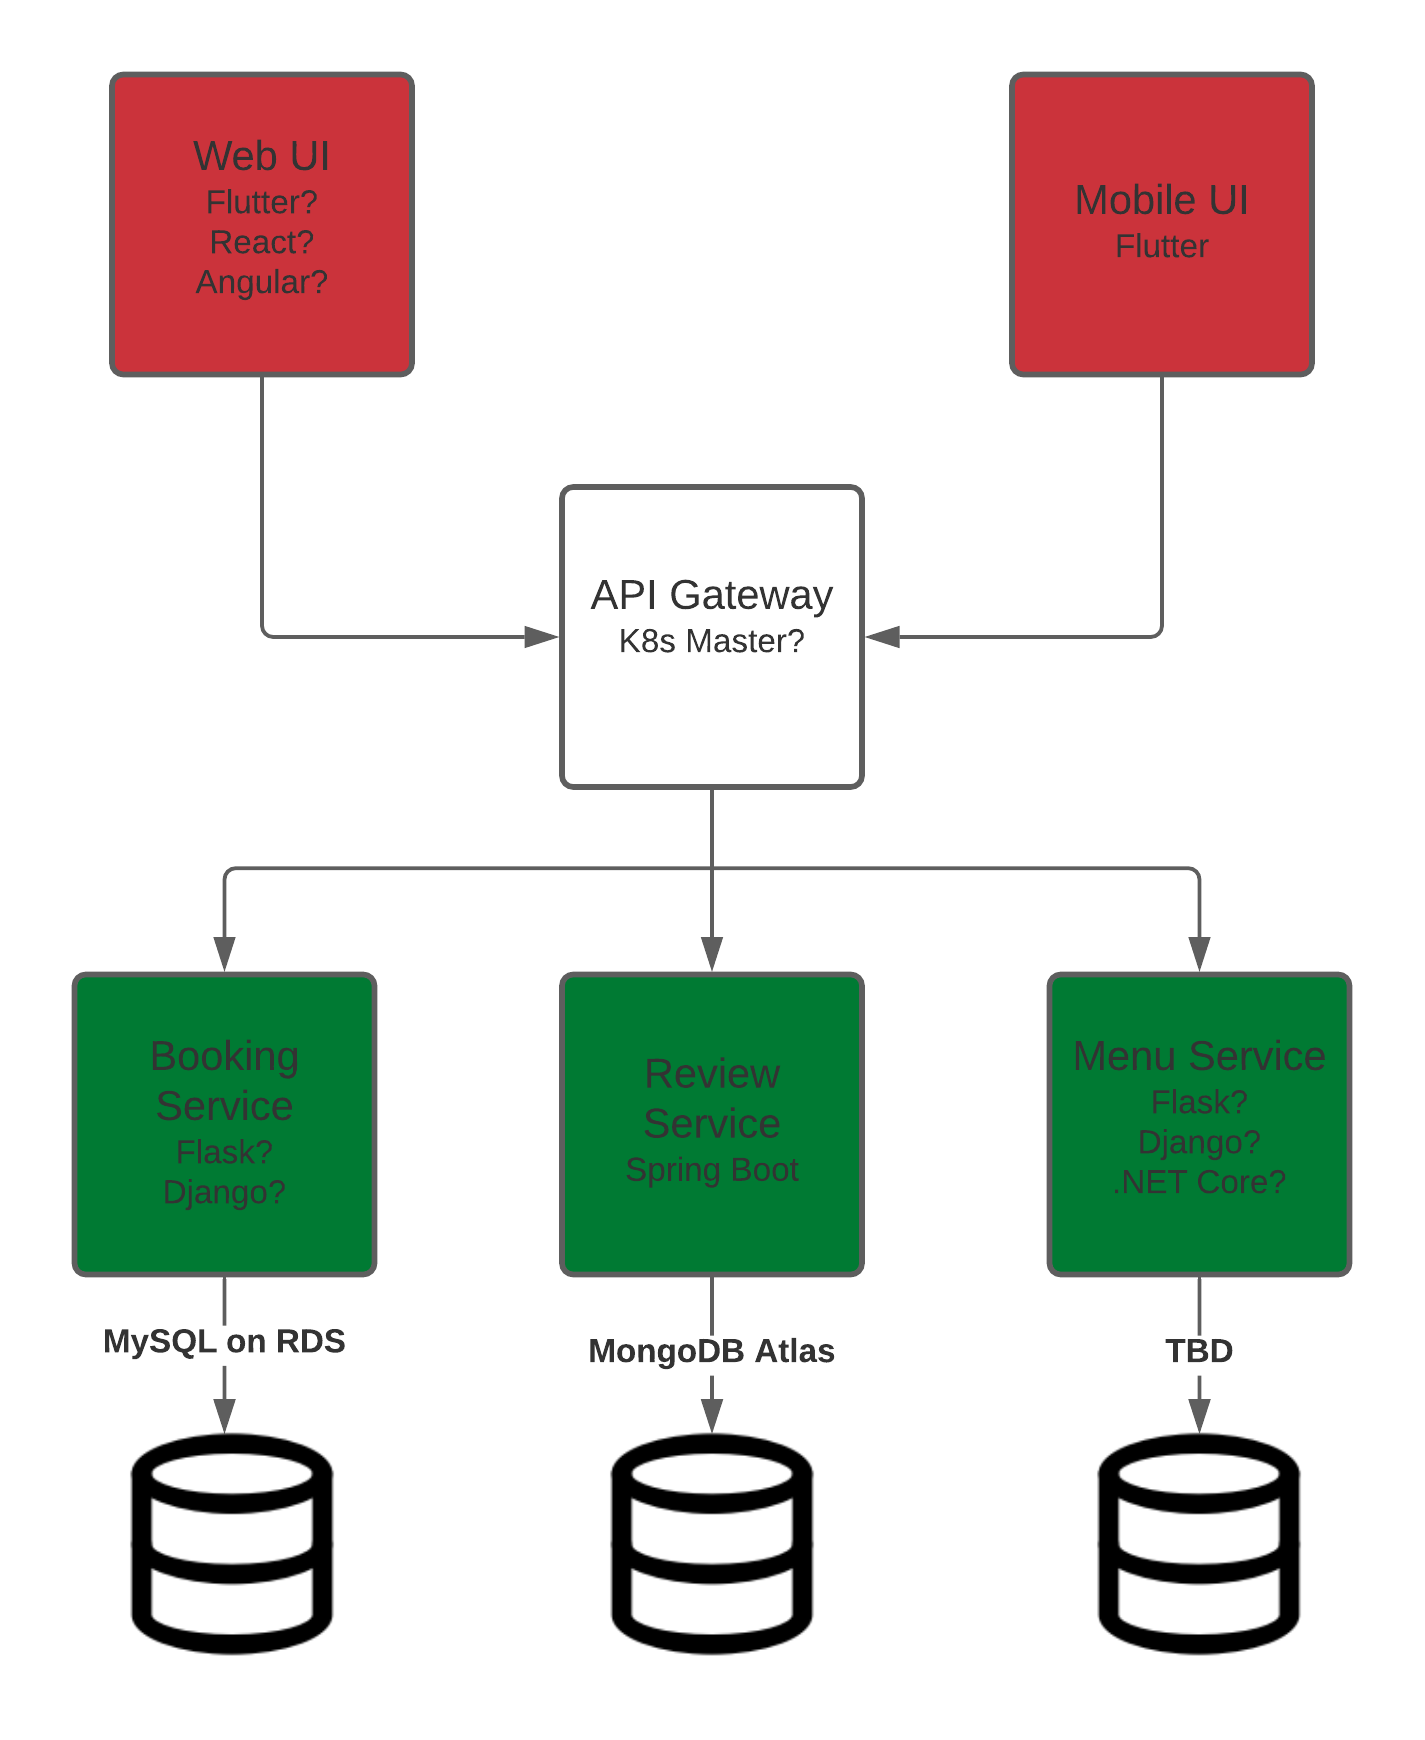 Web UI
Flutter?
React?
Angular?
Mobile UI
Flutter
API Gateway
K8s Master?
Booking
Service
Flask?
Django?
Review
Service
Spring Boot
Menu Service
Flask?
Django?
.NET Core?
MySQL on RDS
MongoDB Atlas
TBD